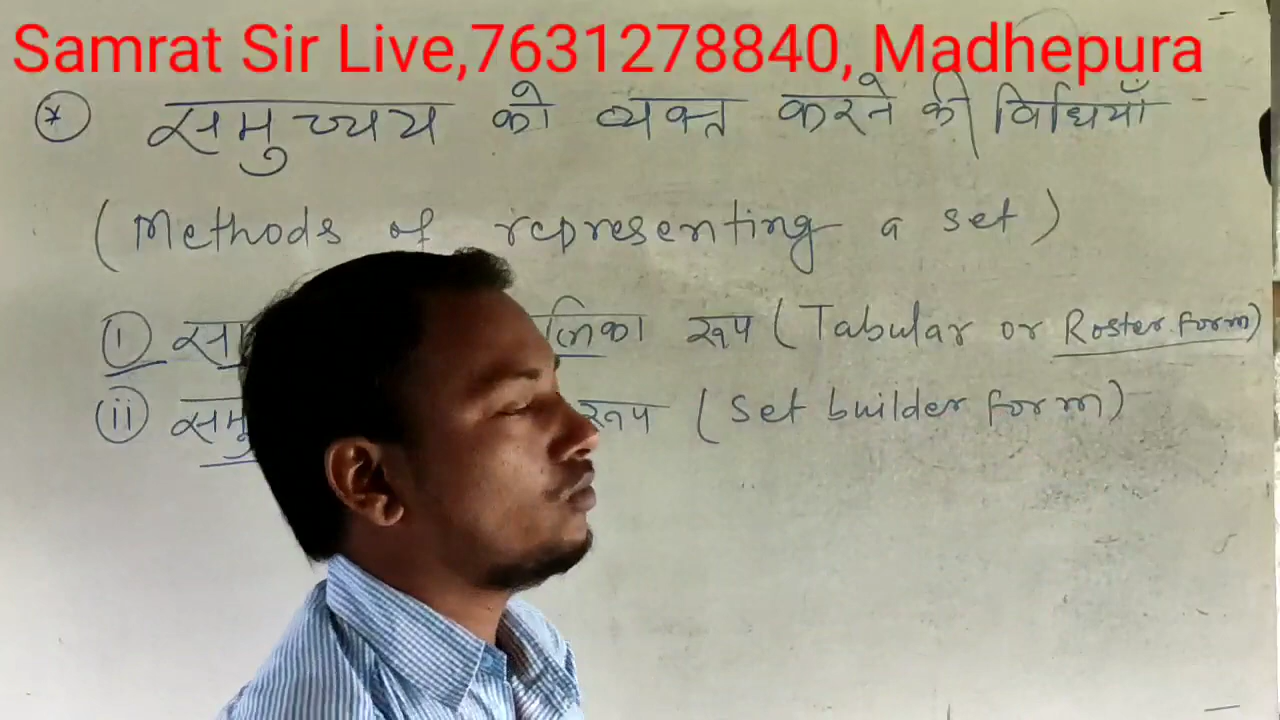 Samrat Sir Live,7631278840, Madhepura
* समुच्चय को व्यक्त करने की विधियाँ
(Methods of representing a set)
(i) रूप (Tabular or Roster form)
(ii) रूप (Set builder form)